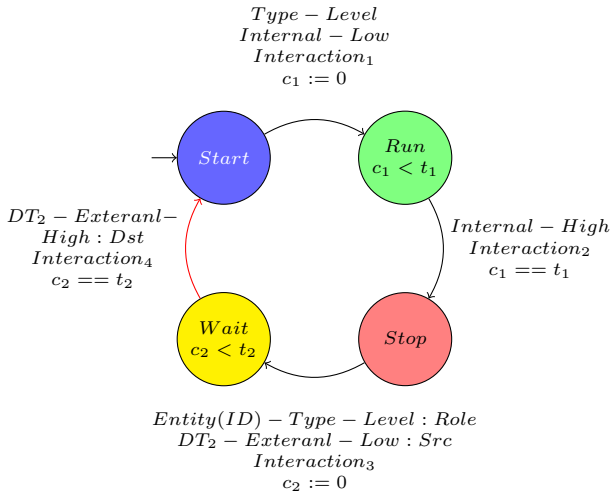 Type − Level
Internal − Low
Interaction₁
c₁ := 0
Start
Run
c₁ < t₁
DT₂ − Exteranl−
High : Dst
Interaction₄
c₂ == t₂
Internal − High
Interaction₂
c₁ == t₁
Wait
c₂ < t₂
Stop
Entity(ID) − Type − Level : Role
DT₂ − Exteranl − Low : Src
Interaction₃
c₂ := 0